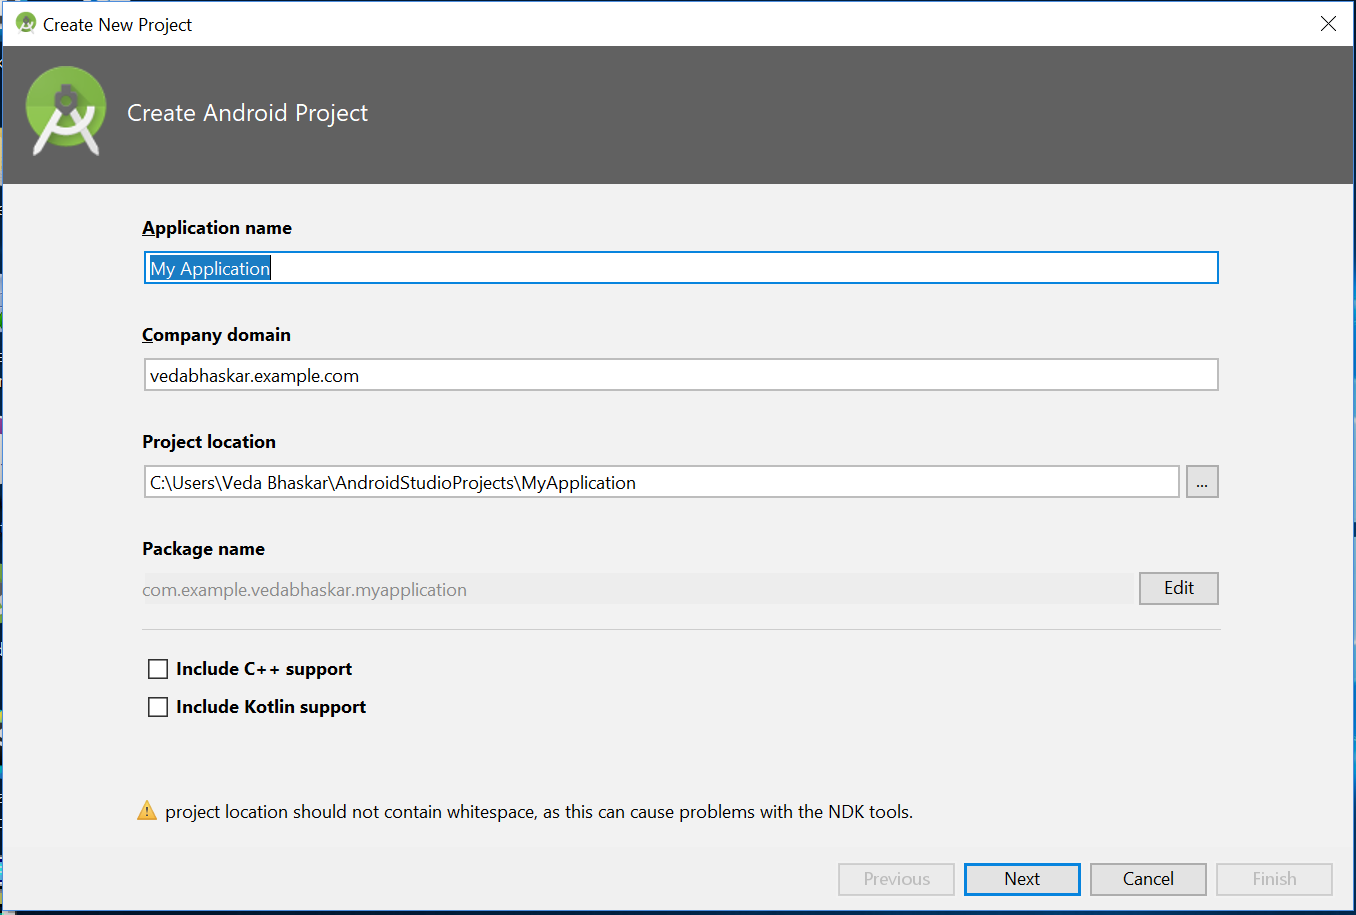 Create New Project
Create Android Project
Application name
My Application
Company domain
vedabhaskar.example.com
Project location
C:\Users\Veda Bhaskar\AndroidStudioProjects\MyApplication
...
Package name
com.example.vedabhaskar.myapplication
Edit
Include C++ support
Include Kotlin support
project location should not contain whitespace, as this can cause problems with the NDK tools.
Previous Next Cancel Finish